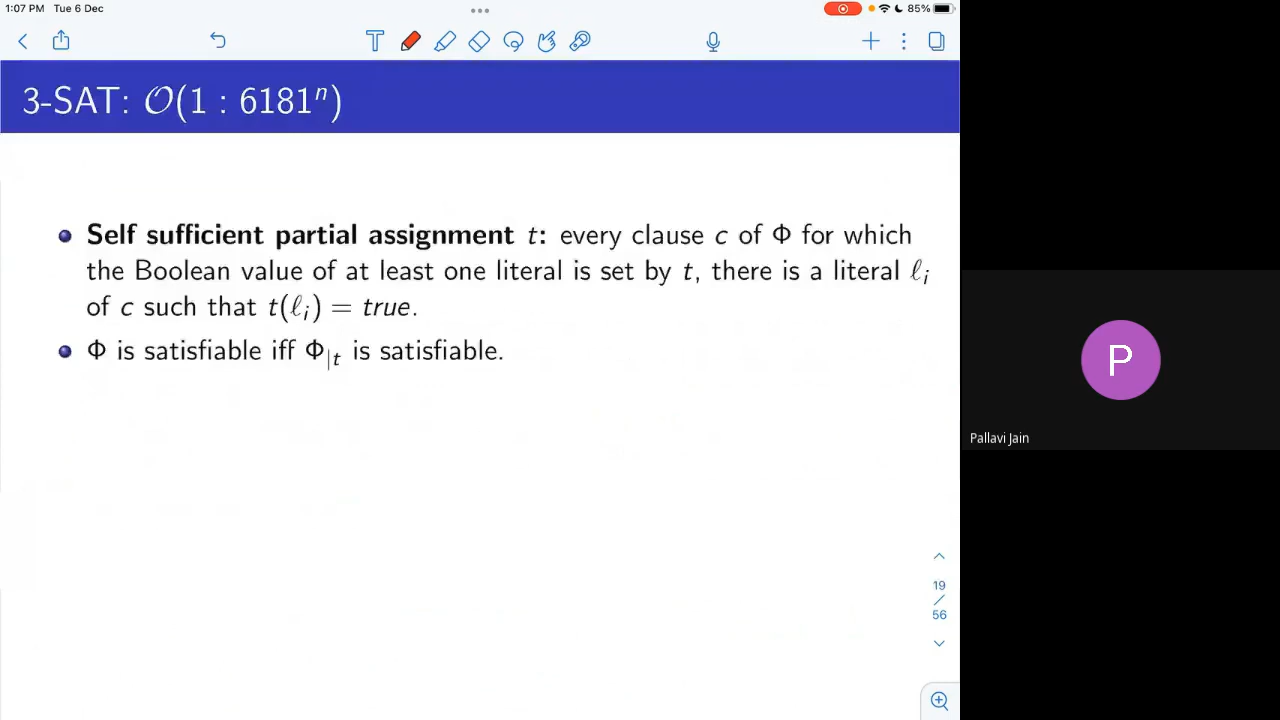 1:07 PM Tue 6 Dec
85%
3-SAT: 𝒪(1 : 6181ⁿ)
Self sufficient partial assignment t: every clause c of Φ for which
the Boolean value of at least one literal is set by t, there is a literal ℓᵢ
of c such that t(ℓᵢ) = true.
Φ is satisfiable iff Φ|t is satisfiable.
19
/
56
P
Pallavi Jain